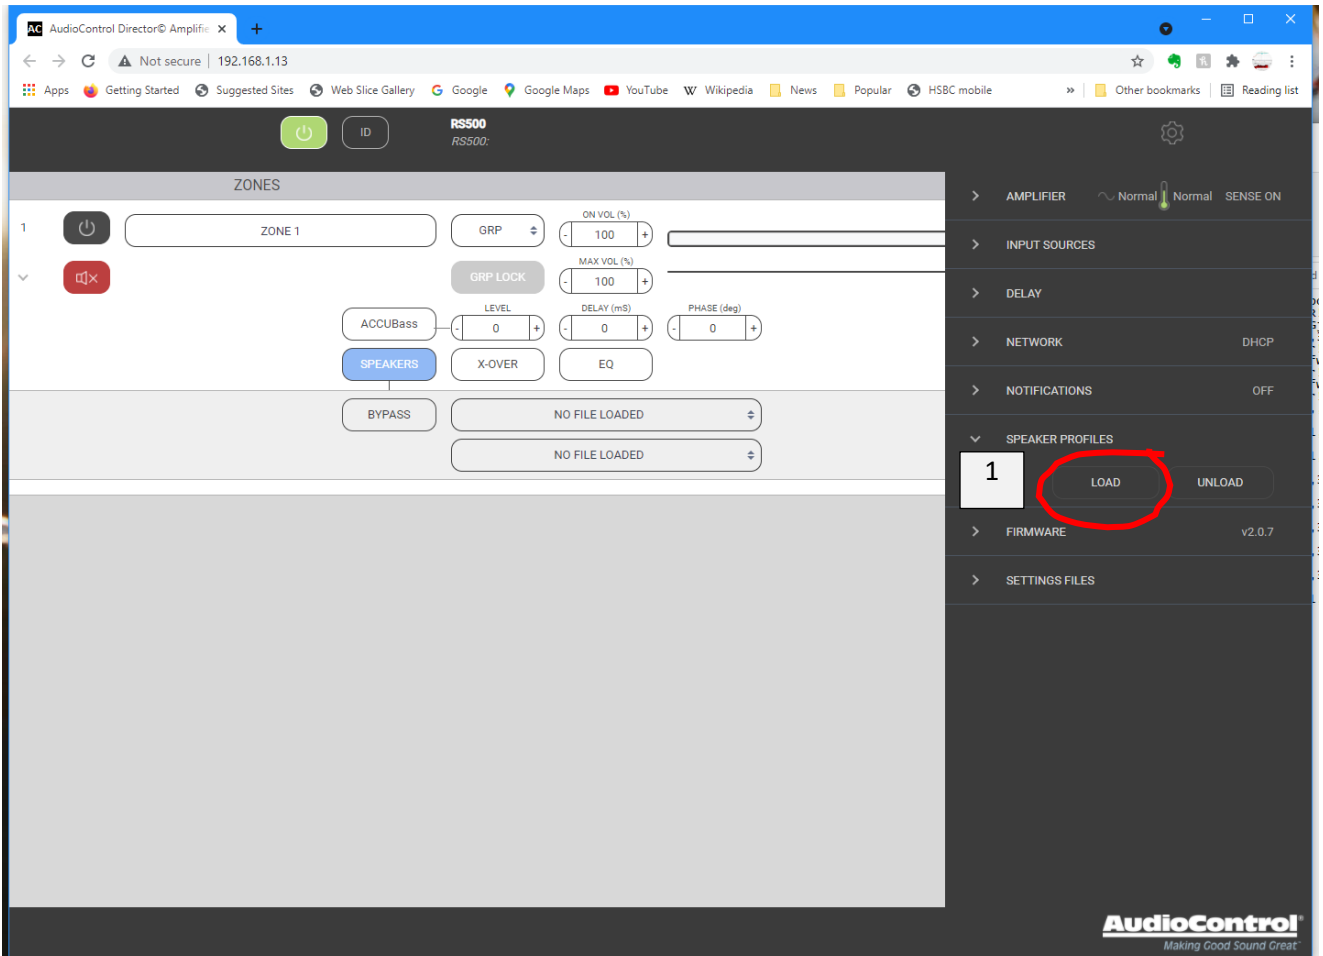 AC AudioControl Director© Amplifie
Not secure | 192.168.1.13
Apps Getting Started Suggested Sites Web Slice Gallery Google Google Maps YouTube Wikipedia News Popular HSBC mobile » Other bookmarks Reading list
ID
RS500
RS500:
ZONES
1
ZONE 1
GRP
ON VOL (%)
- 100 +
GRP LOCK
MAX VOL (%)
- 100 +
ACCUBass
LEVEL
- 0 +
DELAY (mS)
- 0 +
PHASE (deg)
- 0 +
SPEAKERS
X-OVER
EQ
BYPASS
NO FILE LOADED
NO FILE LOADED
AMPLIFIER Normal Normal SENSE ON
INPUT SOURCES
DELAY
NETWORK DHCP
NOTIFICATIONS OFF
SPEAKER PROFILES
1
LOAD UNLOAD
FIRMWARE v2.0.7
SETTINGS FILES
AudioControl®
Making Good Sound Great™